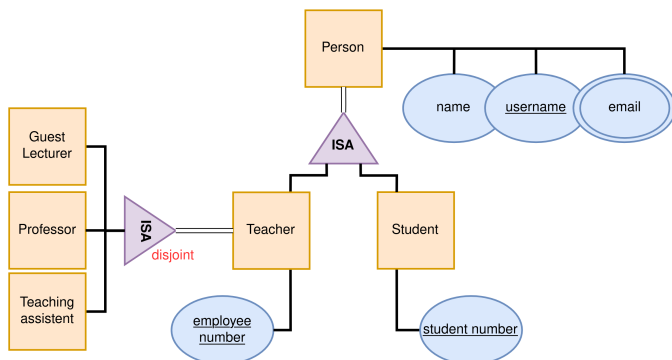 Person
name
username
email
ISA
Guest
Lecturer
Professor
Teaching
assistent
ISA
disjoint
Teacher
Student
employee
number
student number